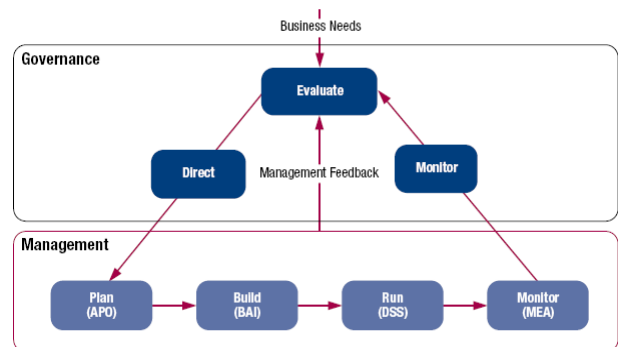 Business Needs
Governance
Evaluate
Direct
Management Feedback
Monitor
Management
Plan
(APO)
Build
(BAI)
Run
(DSS)
Monitor
(MEA)